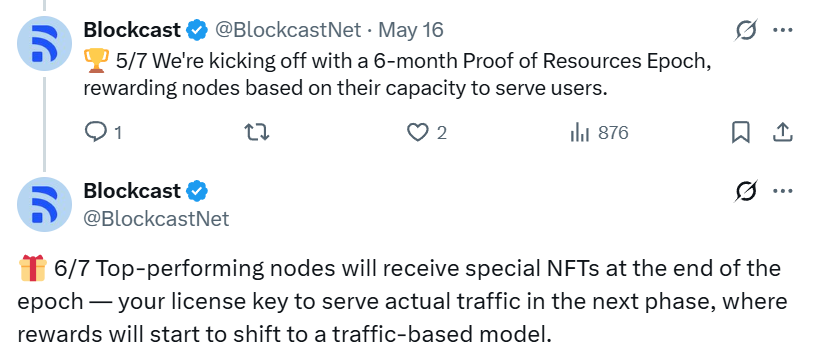 Blockcast @BlockcastNet · May 16
🏆 5/7 We're kicking off with a 6-month Proof of Resources Epoch,
rewarding nodes based on their capacity to serve users.
1 2 876
Blockcast
@BlockcastNet
🎁 6/7 Top-performing nodes will receive special NFTs at the end of the
epoch — your license key to serve actual traffic in the next phase, where
rewards will start to shift to a traffic-based model.